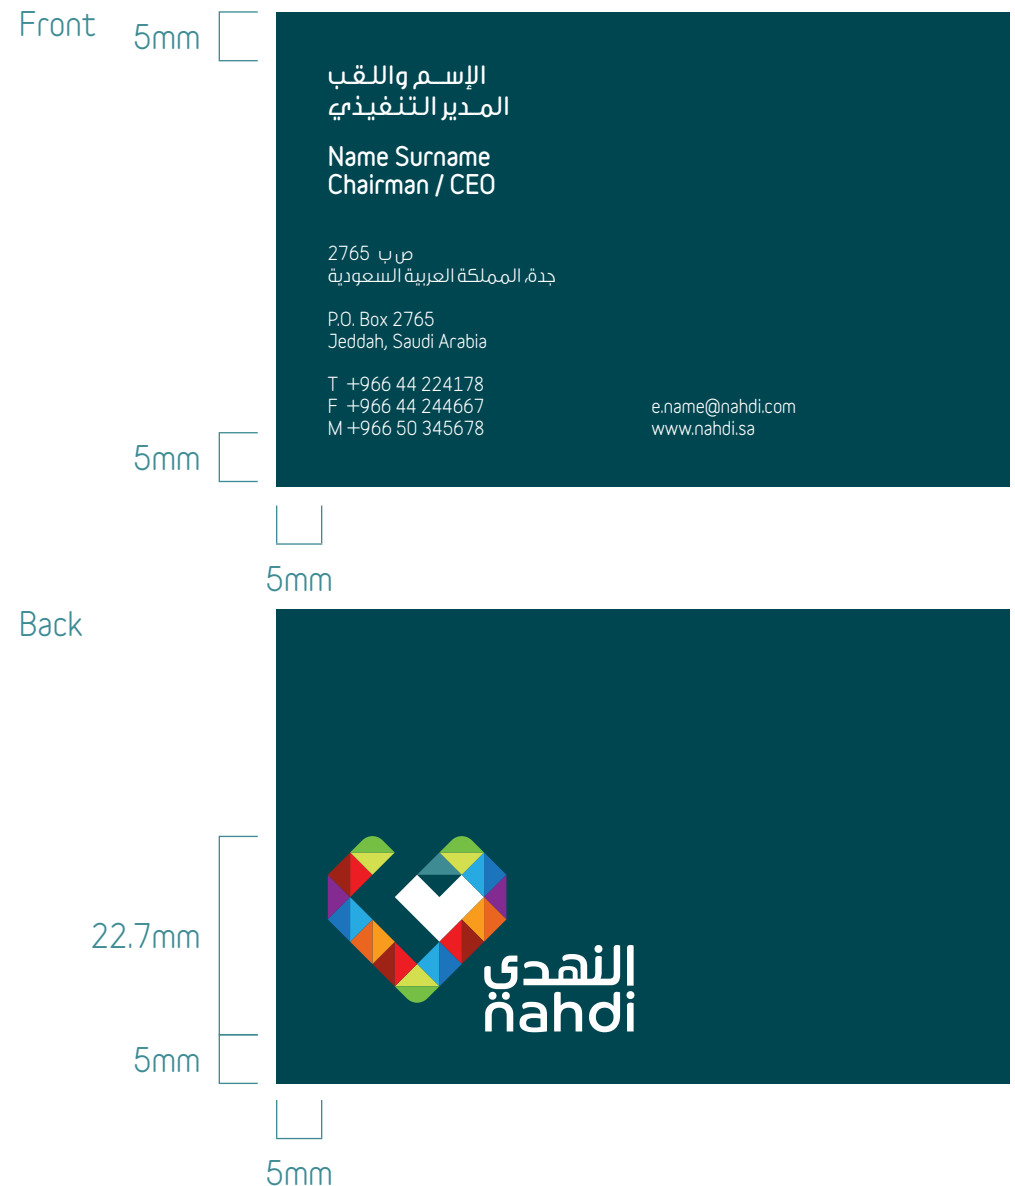 Front
5mm
الإسـم واللقب
المـدير التنفيذي
Name Surname
Chairman / CEO
ص ب 2765
جدة، المملكة العربية السعودية
P.O. Box 2765
Jeddah, Saudi Arabia
T +966 44 224178
F +966 44 244667
M +966 50 345678
e.name@nahdi.com
www.nahdi.sa
5mm
5mm
Back
22.7mm
النهدي
nahdi
5mm
5mm